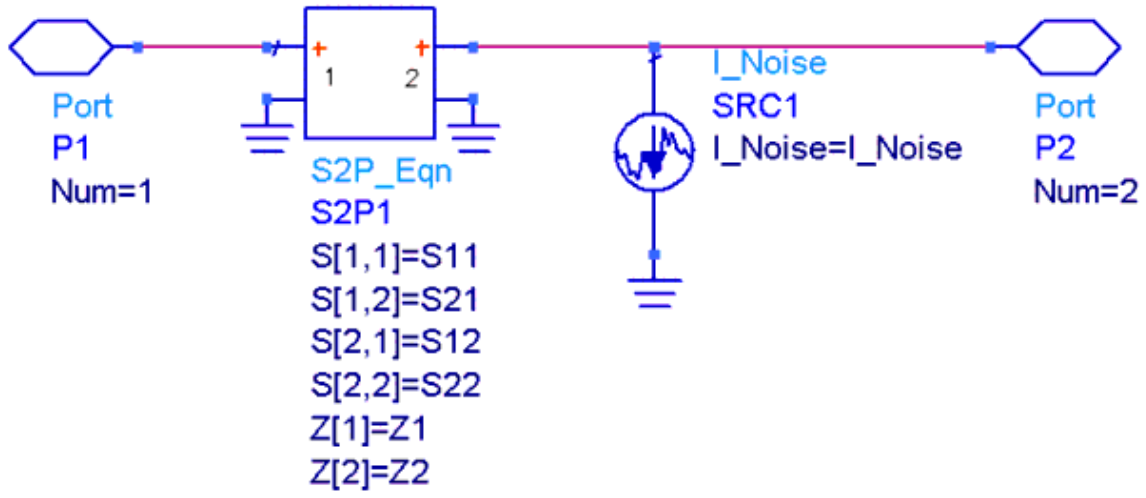 Port
P1
Num=1
+
+
1
2
S2P_Eqn
S2P1
S[1,1]=S11
S[1,2]=S21
S[2,1]=S12
S[2,2]=S22
Z[1]=Z1
Z[2]=Z2
I_Noise
SRC1
I_Noise=I_Noise
Port
P2
Num=2